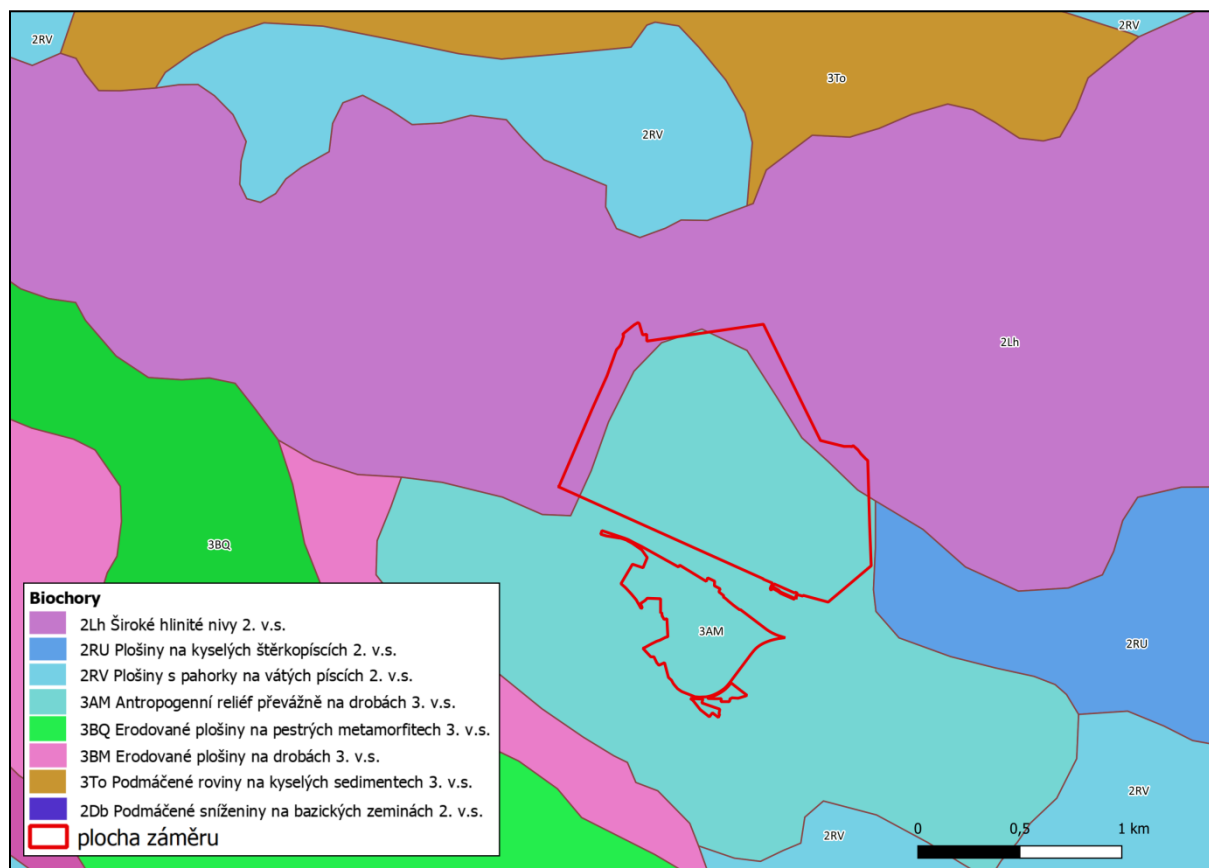 2RV
2RV
3To
2RV
2Lh
3BQ
3AM
2RU
2RV
2RV
Biochory
2Lh Široké hlinité nivy 2. v.s.
2RU Plošiny na kyselých štěrkopíscích 2. v.s.
2RV Plošiny s pahorky na vátých píscích 2. v.s.
3AM Antropogenní reliéf převážně na drobách 3. v.s.
3BQ Erodované plošiny na pestrých metamorfitech 3. v.s.
3BM Erodované plošiny na drobách 3. v.s.
3To Podmáčené roviny na kyselých sedimentech 3. v.s.
2Db Podmáčené sníženiny na bazických zeminách 2. v.s.
plocha záměru
0 0,5 1 km